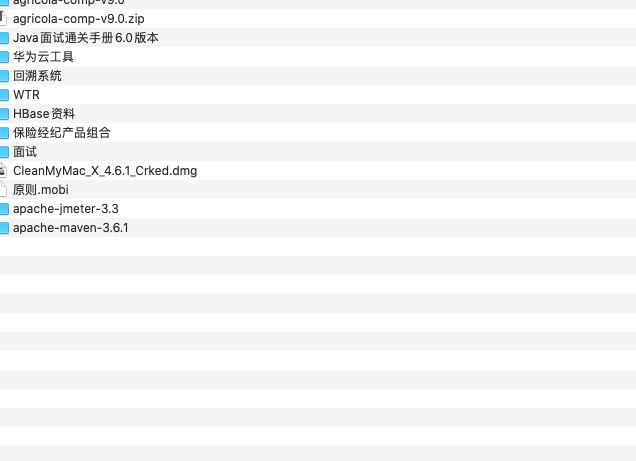 agricola-comp-v9.0
agricola-comp-v9.0.zip
Java面试通关手册6.0版本
华为云工具
回溯系统
WTR
HBase资料
保险经纪产品组合
面试
CleanMyMac_X_4.6.1_Crked.dmg
原则.mobi
apache-jmeter-3.3
apache-maven-3.6.1